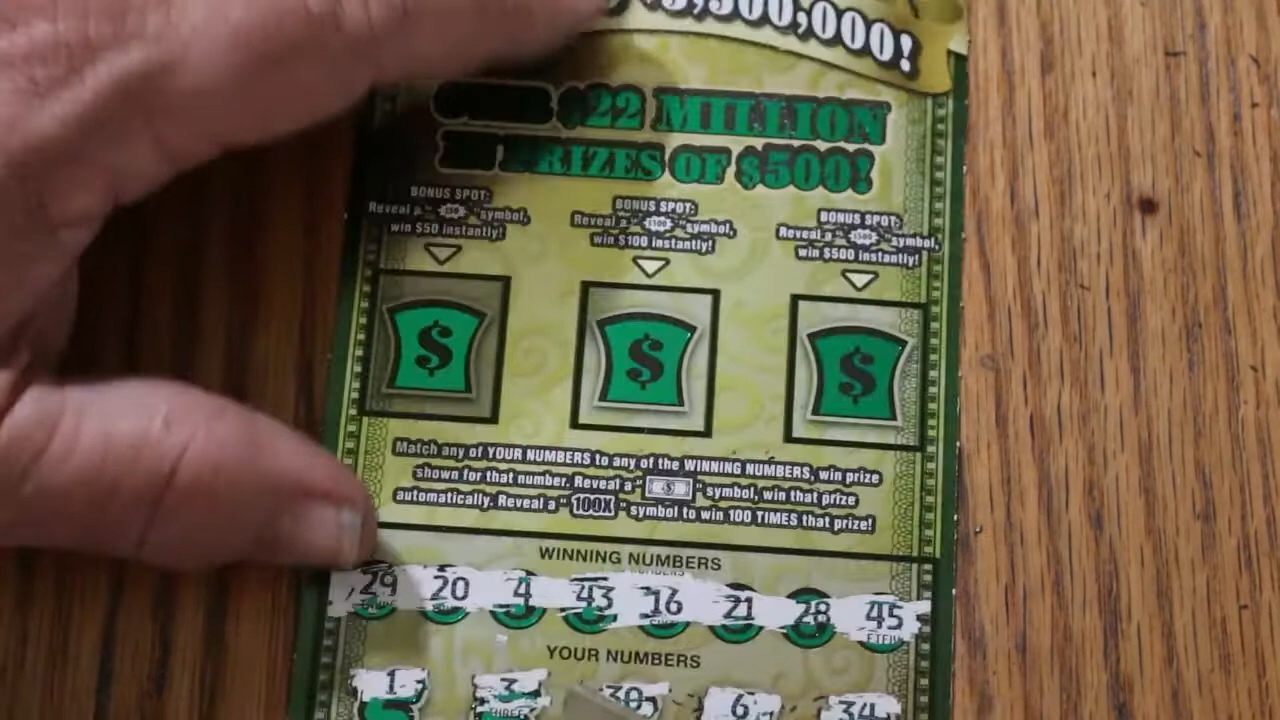 $3,500,000!
$22 MILLION
PRIZES OF $500!
BONUS SPOT:
Reveal a " $50 " symbol,
win $50 instantly!
BONUS SPOT:
Reveal a " $100 " symbol,
win $100 instantly!
BONUS SPOT:
Reveal a " $500 " symbol,
win $500 instantly!
$ $ $
Match any of YOUR NUMBERS to any of the WINNING NUMBERS, win prize
shown for that number. Reveal a " $ " symbol, win that prize
automatically. Reveal a " 100X " symbol to win 100 TIMES that prize!
WINNING NUMBERS
29 20 4 43 16 21 28 45
YOUR NUMBERS
1 3 30 6 34
THREE